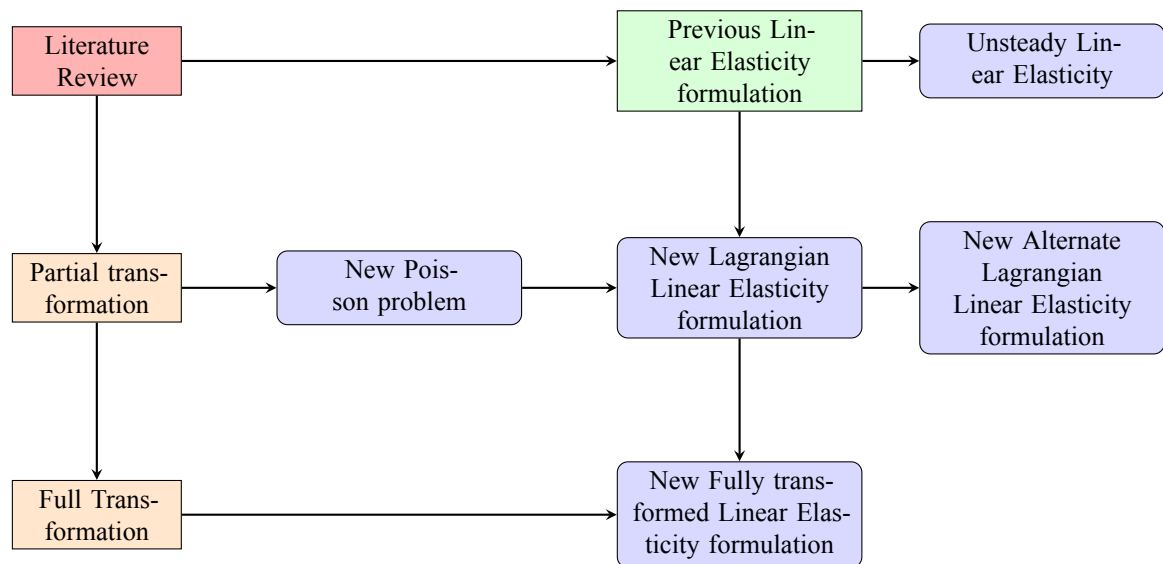 Literature
Review
Previous Lin-
ear Elasticity
formulation
Unsteady Lin-
ear Elasticity
Partial trans-
formation
New Pois-
son problem
New Lagrangian
Linear Elasticity
formulation
New Alternate
Lagrangian
Linear Elasticity
formulation
Full Trans-
formation
New Fully trans-
formed Linear Elas-
ticity formulation